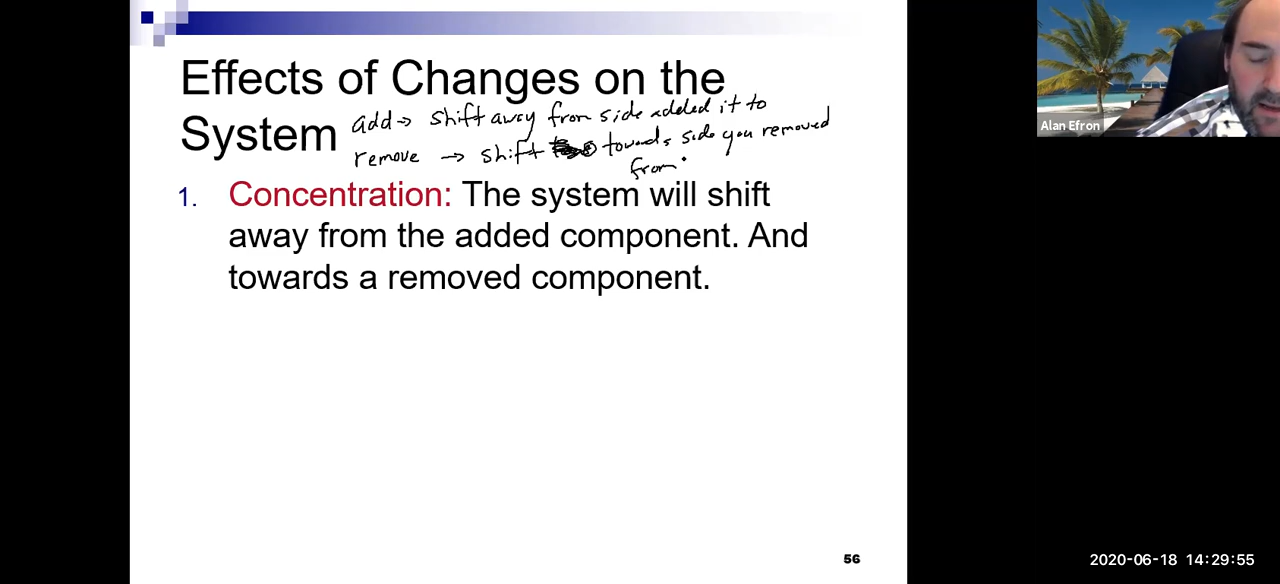 Effects of Changes on the
add → shift away from side added it to
System
remove → shift towards side you removed
from
1. Concentration: The system will shift
away from the added component. And
towards a removed component.
56
Alan Efron
2020-06-18 14:29:55